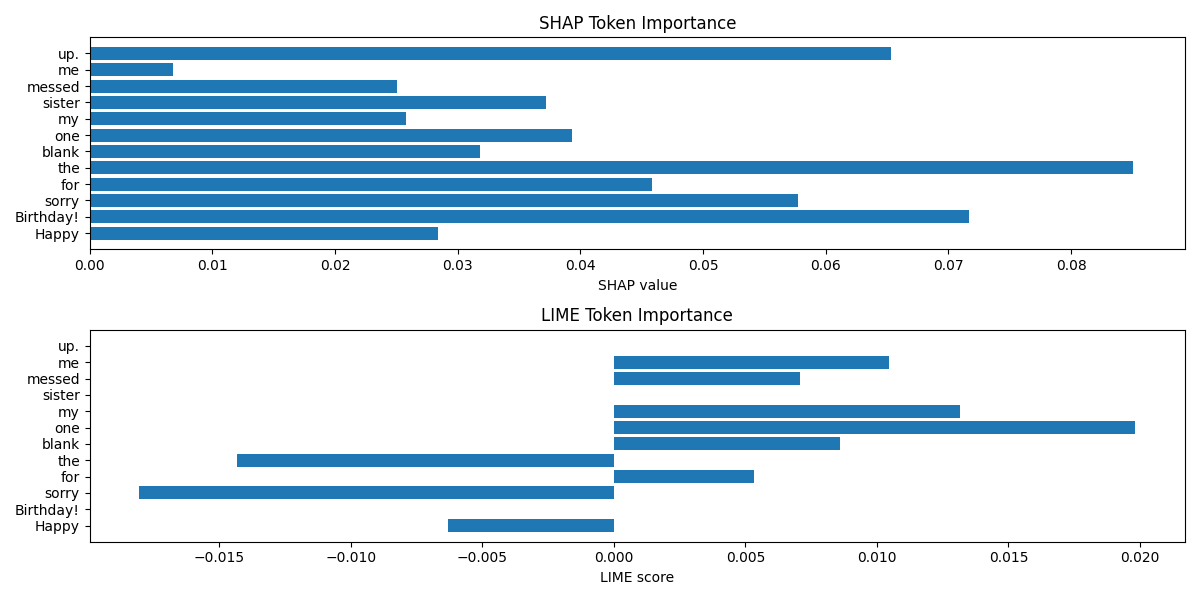 SHAP Token Importance
up.
me
messed
sister
my
one
blank
the
for
sorry
Birthday!
Happy
0.00 0.01 0.02 0.03 0.04 0.05 0.06 0.07 0.08
SHAP value
LIME Token Importance
up.
me
messed
sister
my
one
blank
the
for
sorry
Birthday!
Happy
−0.015 −0.010 −0.005 0.000 0.005 0.010 0.015 0.020
LIME score